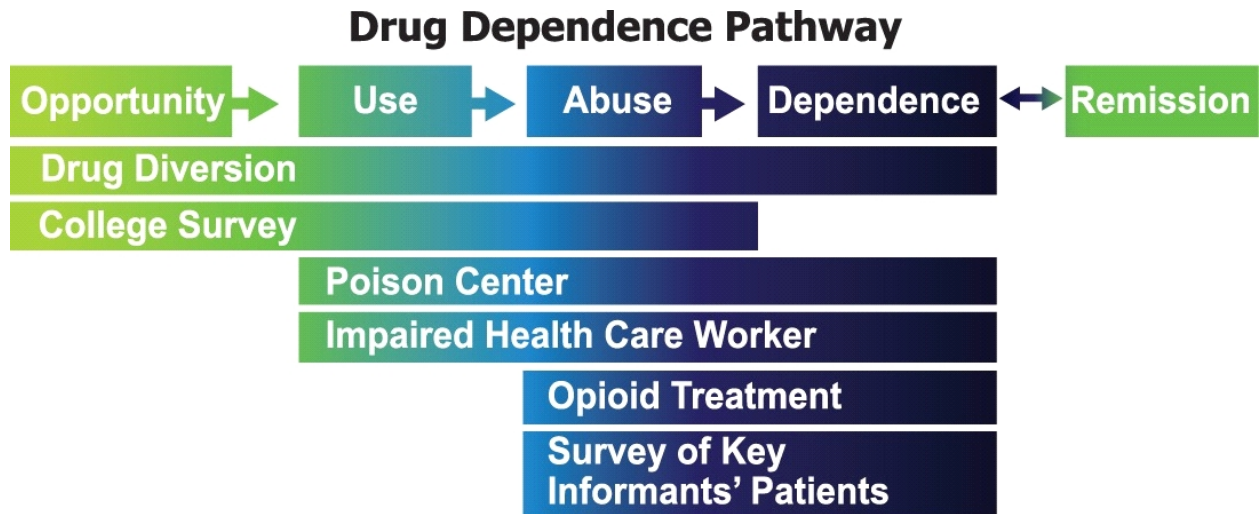 Drug Dependence Pathway
Opportunity Use Abuse Dependence Remission
Drug Diversion
College Survey
Poison Center
Impaired Health Care Worker
Opioid Treatment
Survey of Key
Informants’ Patients